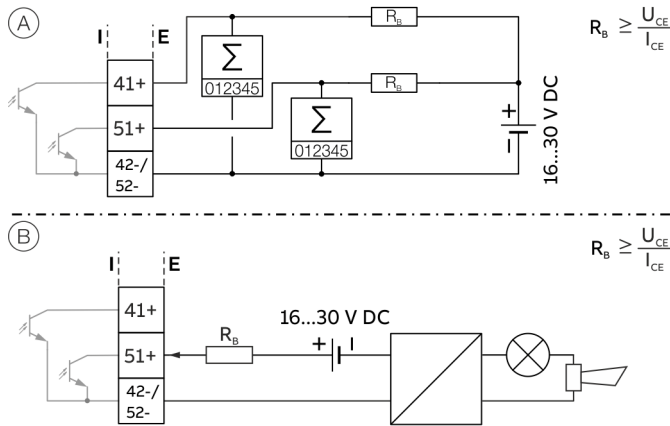 A
I E
R_B
R_B ≥ U_CE / I_CE
Σ
012345
41+
R_B
Σ
012345
51+
42-/
52-
+
-
16...30 V DC
B
R_B ≥ U_CE / I_CE
I E
41+
16...30 V DC
R_B
+ -
51+
42-/
52-